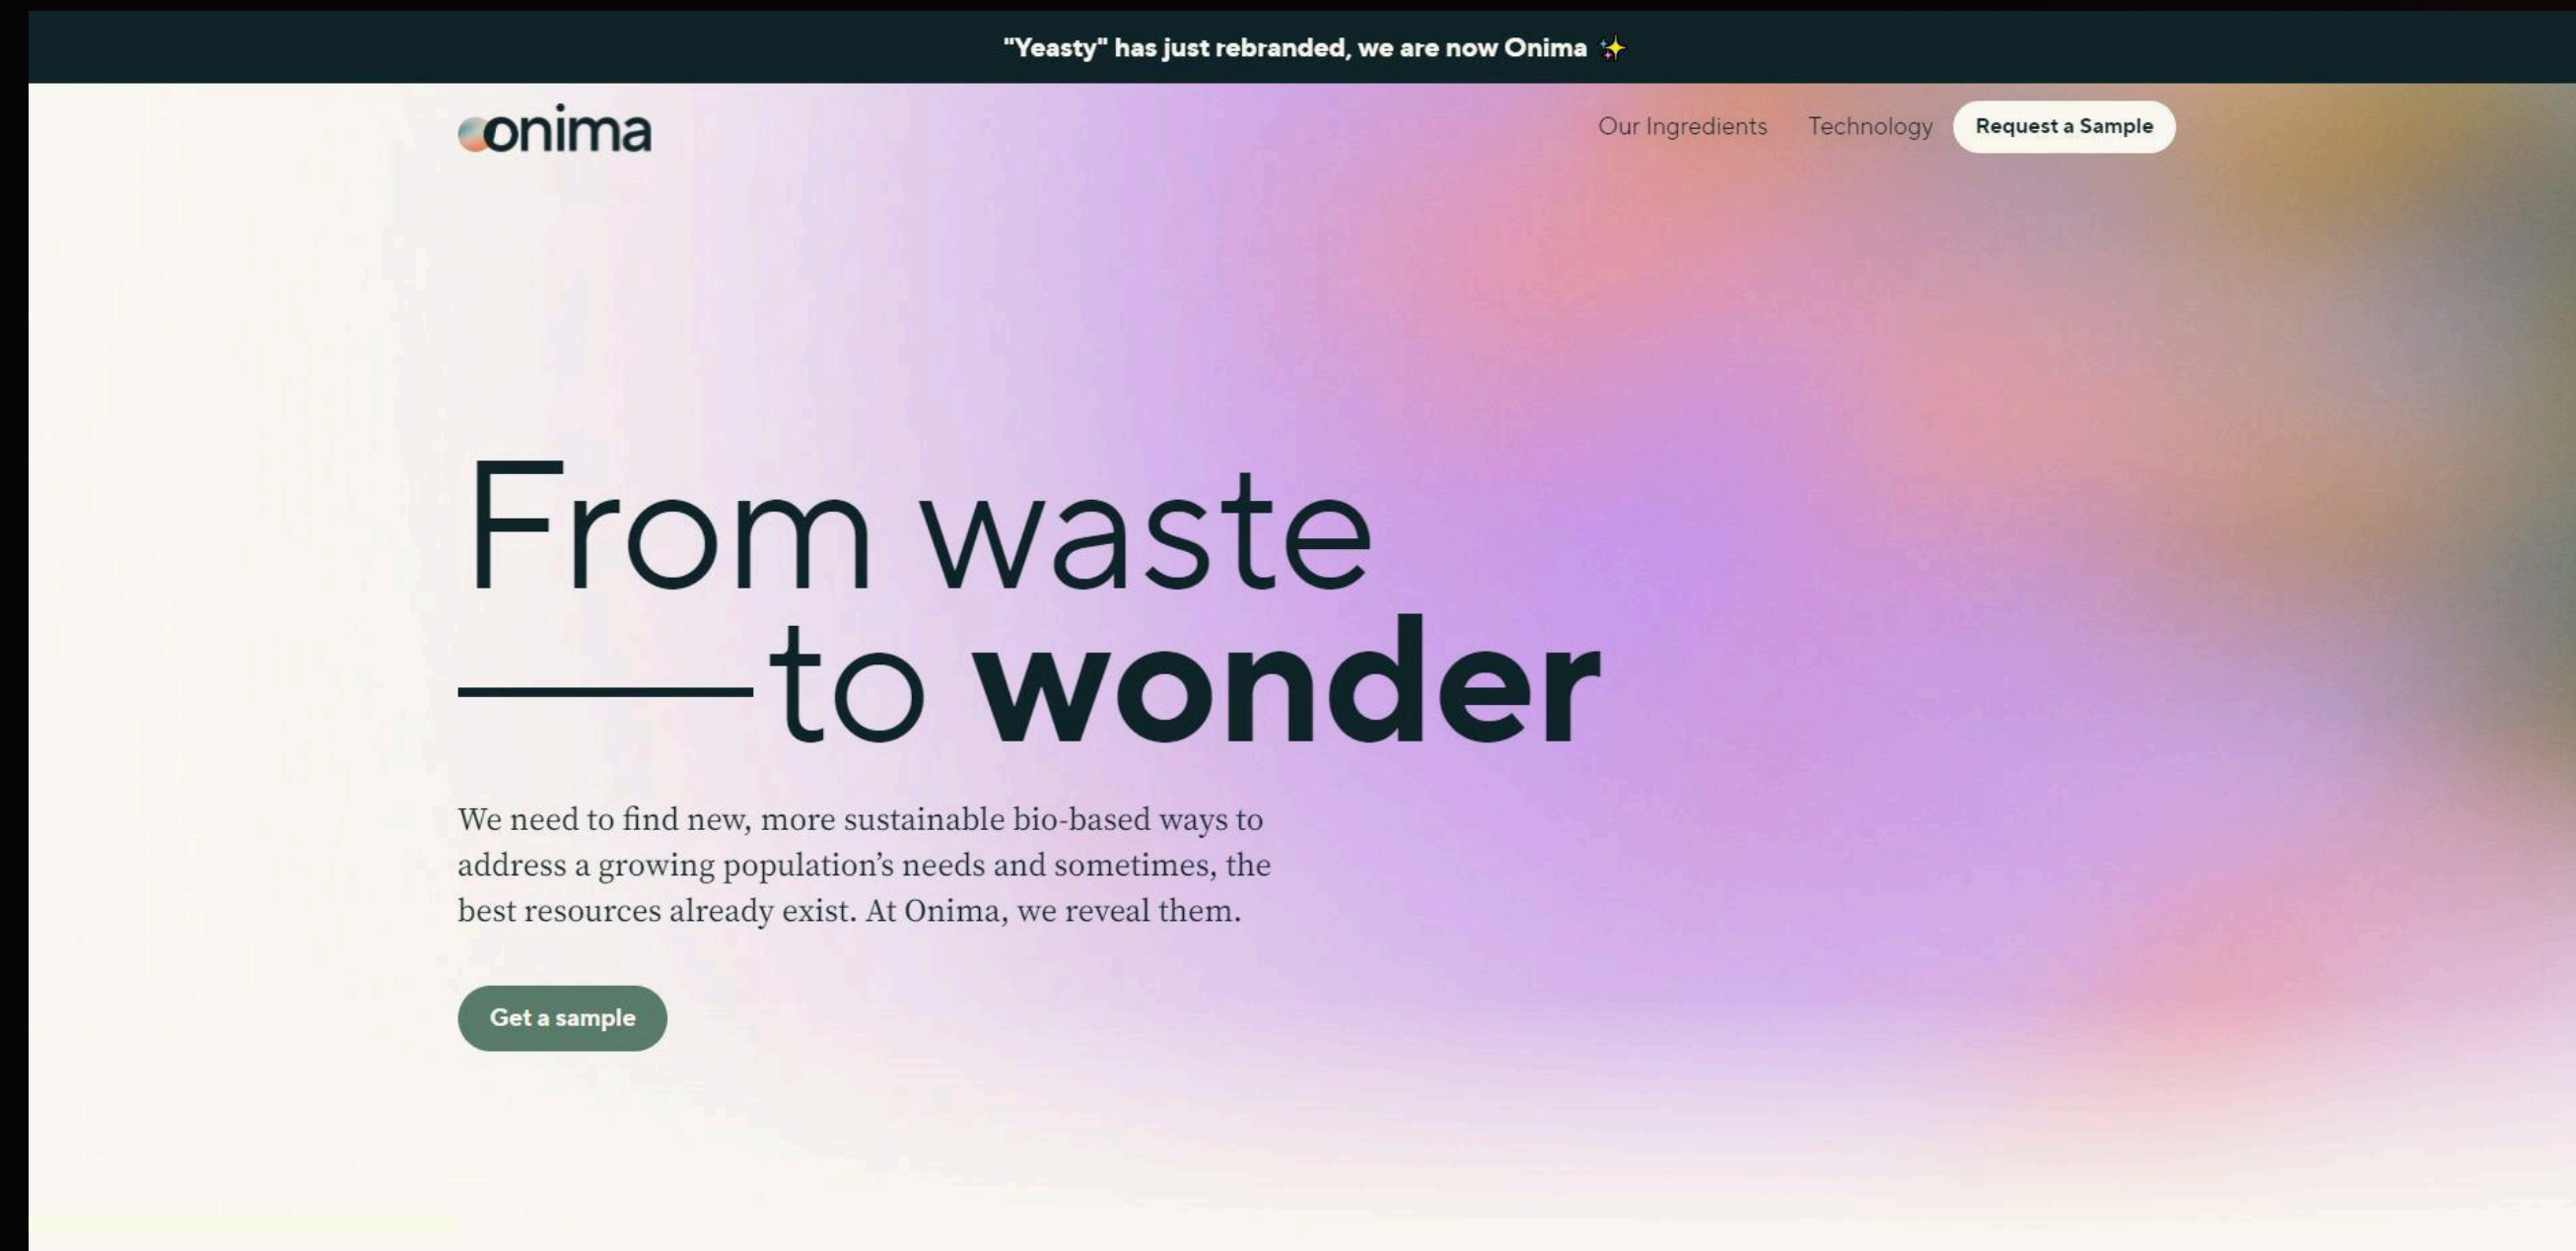 "Yeasty" has just rebranded, we are now Onima ✨
onima
Our Ingredients Technology Request a Sample
From waste
to wonder
We need to find new, more sustainable bio-based ways to
address a growing population’s needs and sometimes, the
best resources already exist. At Onima, we reveal them.
Get a sample